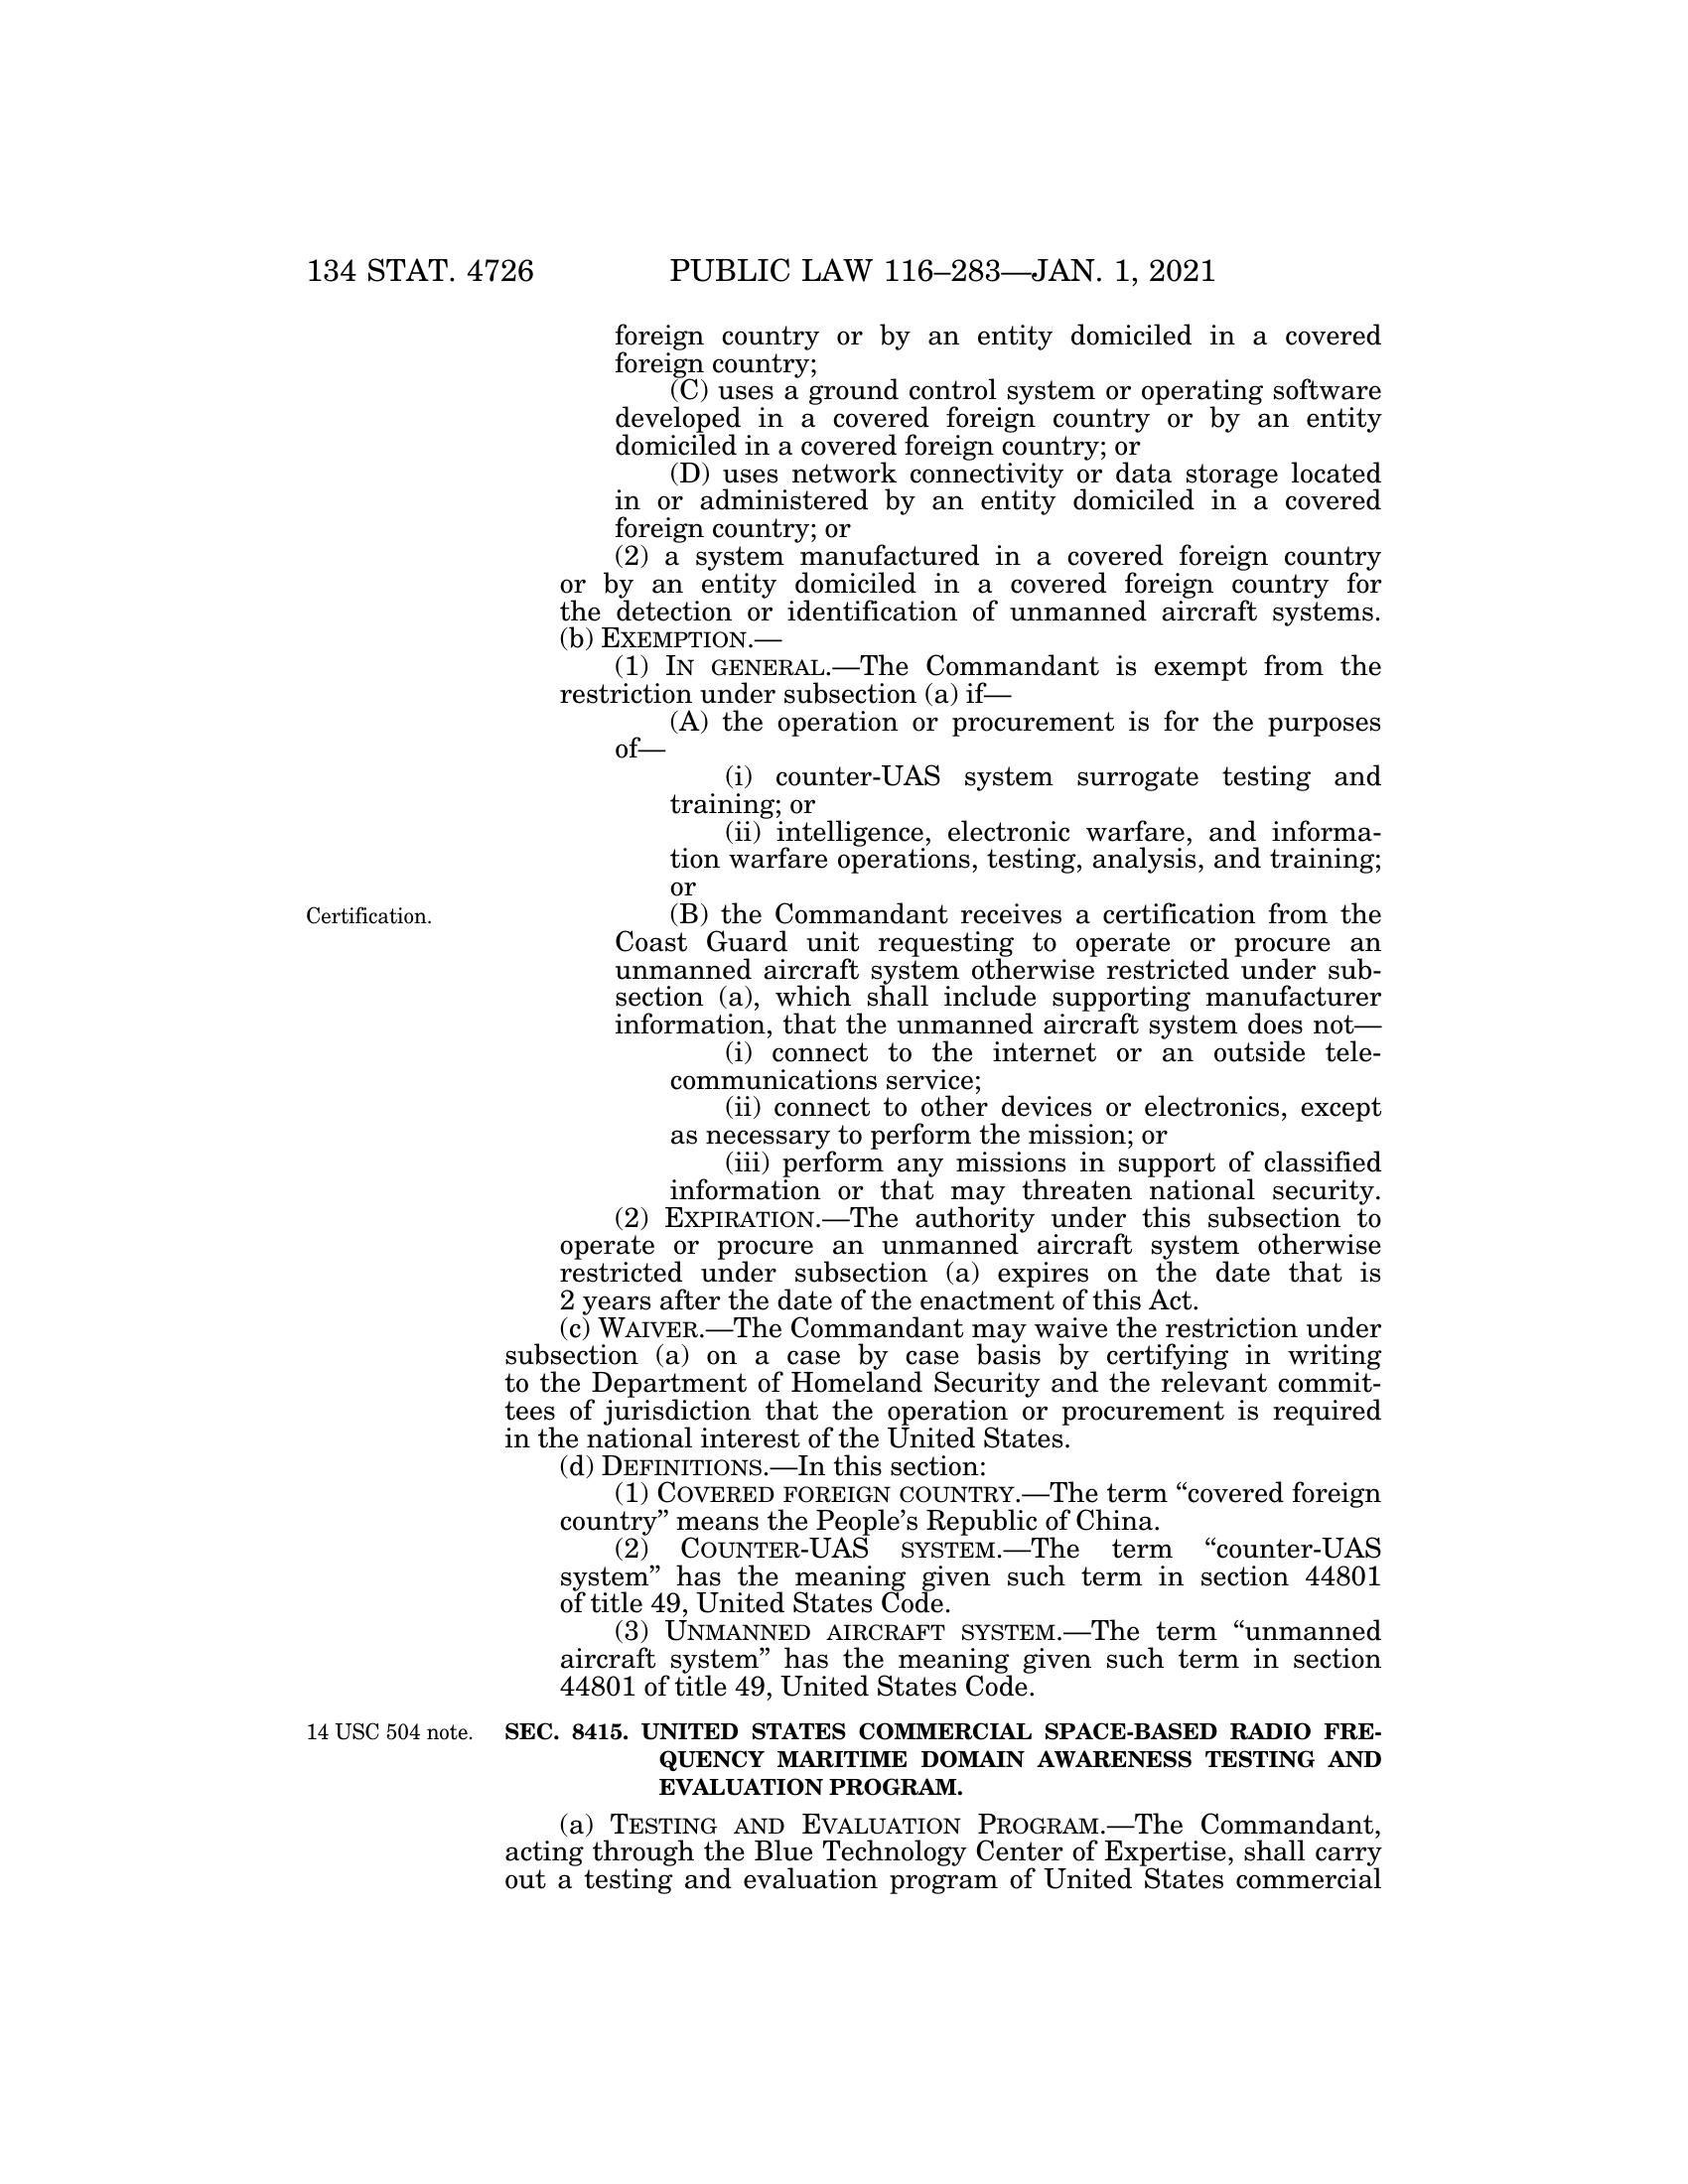 134 STAT. 4726
PUBLIC LAW 116–283—JAN. 1, 2021
foreign country or by an entity domiciled in a covered
foreign country;
(C) uses a ground control system or operating software
developed in a covered foreign country or by an entity
domiciled in a covered foreign country; or
(D) uses network connectivity or data storage located
in or administered by an entity domiciled in a covered
foreign country; or
(2) a system manufactured in a covered foreign country
or by an entity domiciled in a covered foreign country for
the detection or identification of unmanned aircraft systems.
(b) EXEMPTION.—
(1) IN GENERAL.—The Commandant is exempt from the
restriction under subsection (a) if—
(A) the operation or procurement is for the purposes
of—
(i) counter-UAS system surrogate testing and
training; or
(ii) intelligence, electronic warfare, and informa-
tion warfare operations, testing, analysis, and training;
or
Certification.
(B) the Commandant receives a certification from the
Coast Guard unit requesting to operate or procure an
unmanned aircraft system otherwise restricted under sub-
section (a), which shall include supporting manufacturer
information, that the unmanned aircraft system does not—
(i) connect to the internet or an outside tele-
communications service;
(ii) connect to other devices or electronics, except
as necessary to perform the mission; or
(iii) perform any missions in support of classified
information or that may threaten national security.
(2) EXPIRATION.—The authority under this subsection to
operate or procure an unmanned aircraft system otherwise
restricted under subsection (a) expires on the date that is
2 years after the date of the enactment of this Act.
(c) WAIVER.—The Commandant may waive the restriction under
subsection (a) on a case by case basis by certifying in writing
to the Department of Homeland Security and the relevant commit-
tees of jurisdiction that the operation or procurement is required
in the national interest of the United States.
(d) DEFINITIONS.—In this section:
(1) COVERED FOREIGN COUNTRY.—The term “covered foreign
country” means the People’s Republic of China.
(2) COUNTER-UAS SYSTEM.—The term “counter-UAS
system” has the meaning given such term in section 44801
of title 49, United States Code.
(3) UNMANNED AIRCRAFT SYSTEM.—The term “unmanned
aircraft system” has the meaning given such term in section
44801 of title 49, United States Code.
14 USC 504 note.
SEC. 8415. UNITED STATES COMMERCIAL SPACE-BASED RADIO FRE-
QUENCY MARITIME DOMAIN AWARENESS TESTING AND
EVALUATION PROGRAM.
(a) TESTING AND EVALUATION PROGRAM.—The Commandant,
acting through the Blue Technology Center of Expertise, shall carry
out a testing and evaluation program of United States commercial